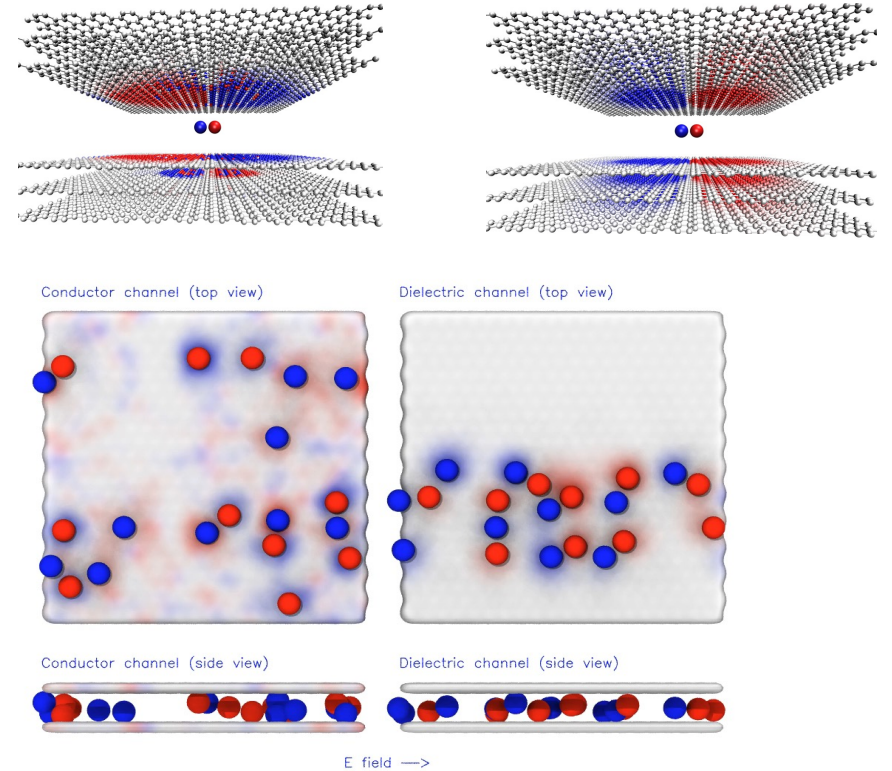 Conductor channel (top view)
Dielectric channel (top view)
Conductor channel (side view)
Dielectric channel (side view)
E field —>